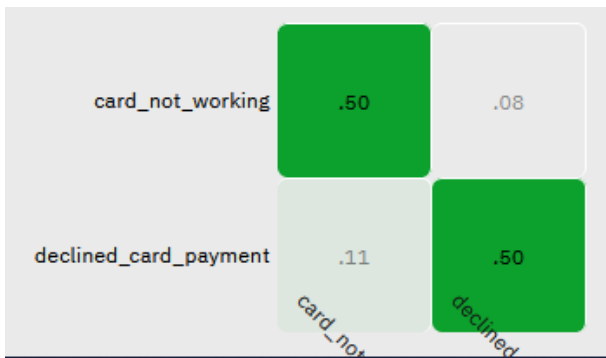 card_not_working .50 .08
declined_card_payment .11 .50
card_not
declined